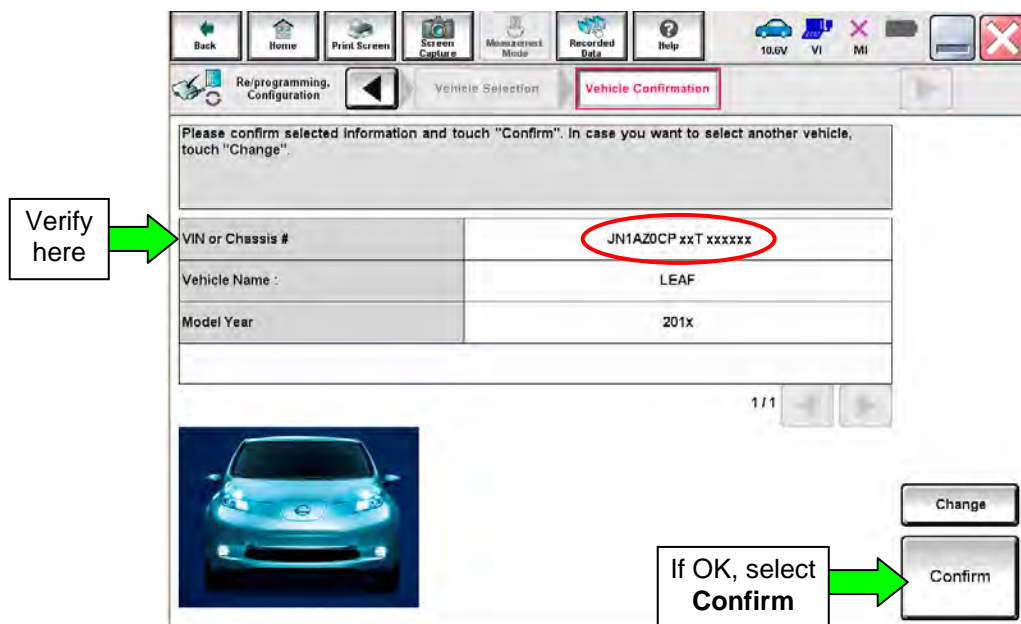 Back
Home
Print Screen
Screen Capture
Measurement Mode
Recorded Data
Help
10.6V
VI
MI
Re/programming, Configuration
Vehicle Selection
Vehicle Confirmation
Please confirm selected information and touch "Confirm". In case you want to select another vehicle,
touch "Change".
Verify
here
VIN or Chassis #
JN1AZ0CP xxT xxxxxx
Vehicle Name :
LEAF
Model Year
201x
1/1
Change
If OK, select
Confirm
Confirm